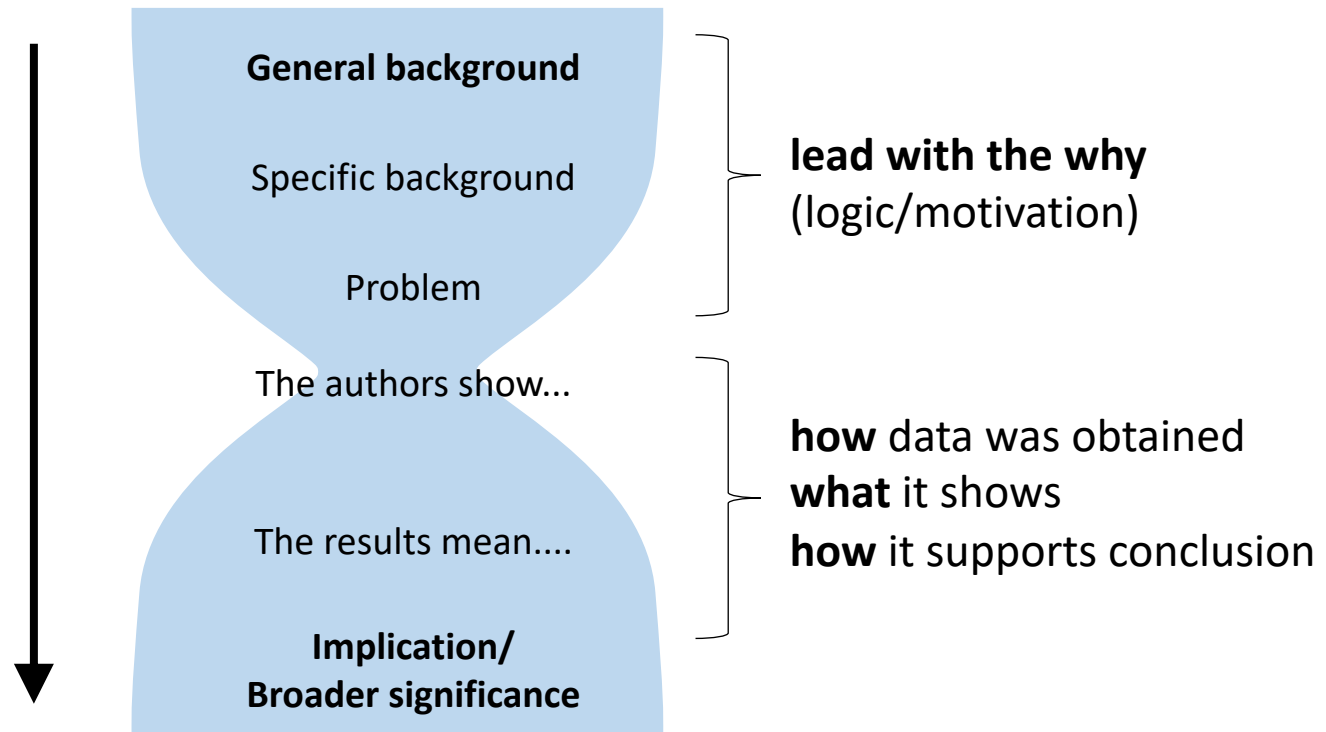 General background
Specific background
Problem
lead with the why
(logic/motivation)
The authors show...
The results mean....
Implication/
Broader significance
how data was obtained
what it shows
how it supports conclusion